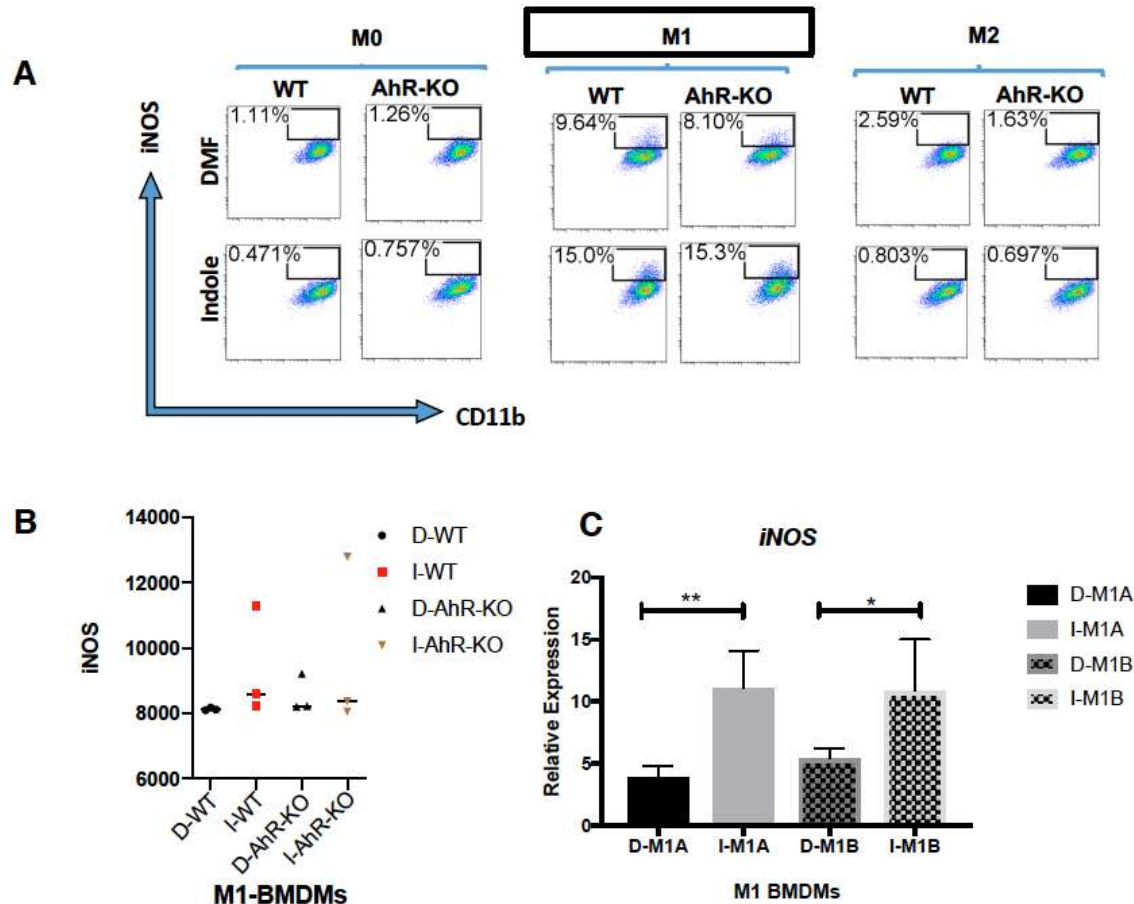 M0
M1
M2
A
WT
AhR-KO
WT
AhR-KO
WT
AhR-KO
iNOS
DMF
1.11%
1.26%
9.64%
8.10%
2.59%
1.63%
Indole
0.471%
0.757%
15.0%
15.3%
0.803%
0.697%
CD11b
B
iNOS
14000
12000
10000
8000
6000
D-WT
I-WT
D-AhR-KO
I-AhR-KO
D-WT
I-WT
D-AhR-KO
I-AhR-KO
M1-BMDMs
C
iNOS
Relative Expression
20
15
10
5
0
**
*
D-M1A
I-M1A
D-M1B
I-M1B
D-M1A
I-M1A
D-M1B
I-M1B
M1 BMDMs